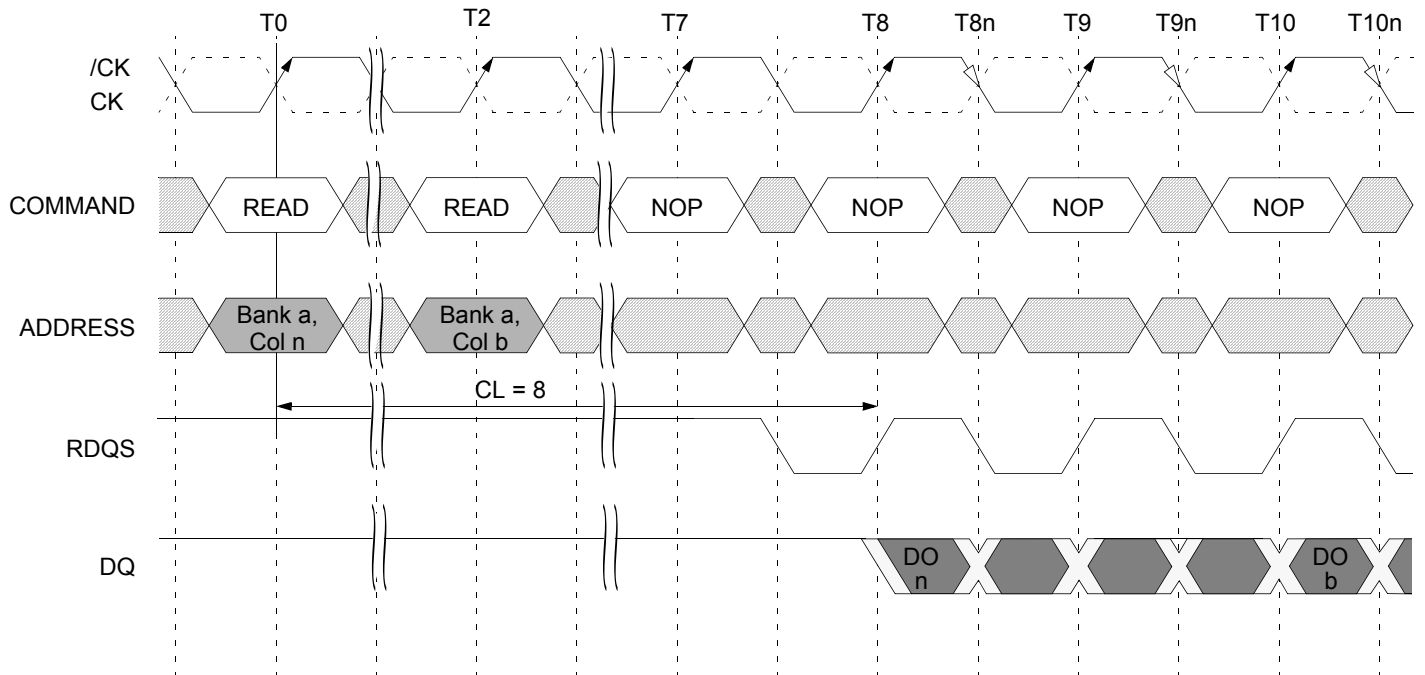 T0 T2 T7 T8 T8n T9 T9n T10 T10n
/CK
CK
COMMAND READ READ NOP NOP NOP NOP
ADDRESS Bank a, Col n Bank a, Col b
CL = 8
RDQS
DQ DO n DO b